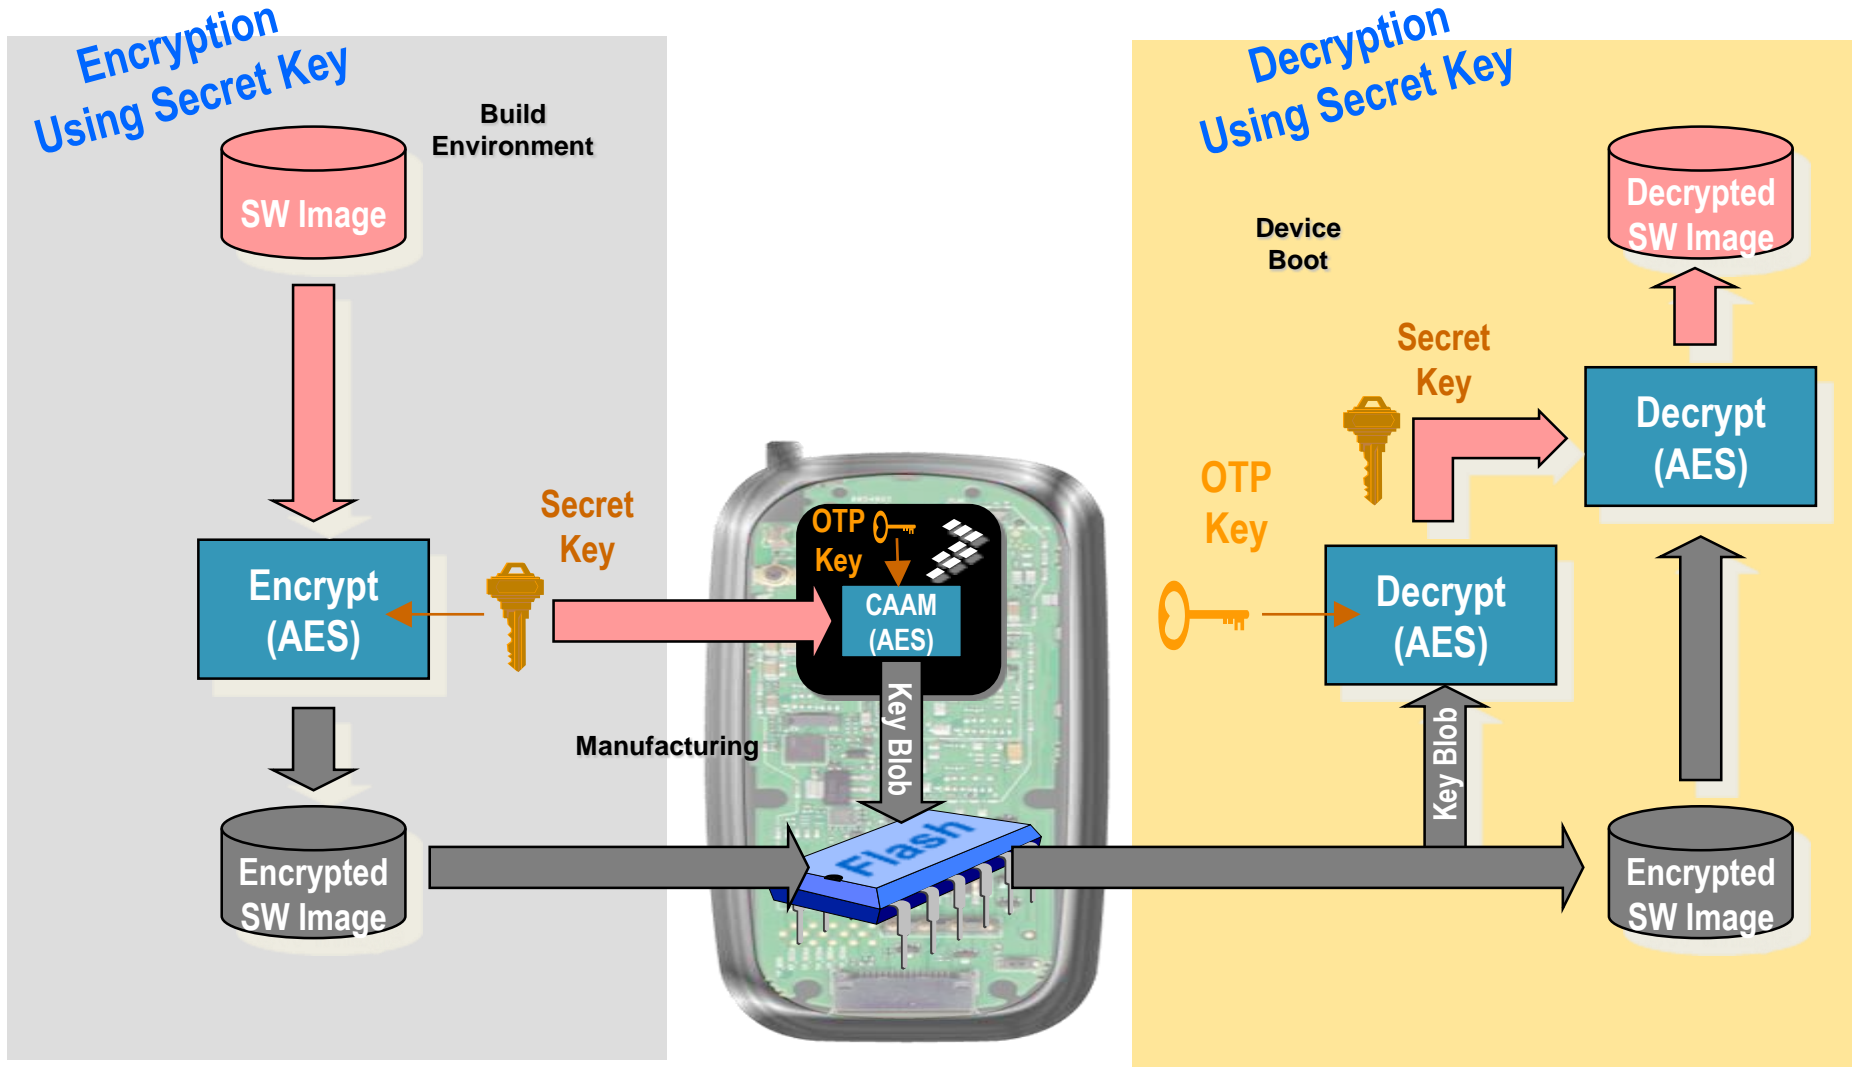 Encryption
Using Secret Key
Build
Environment
SW Image
Secret
Key
Encrypt
(AES)
Encrypted
SW Image
Manufacturing
OTP
Key
CAAM
(AES)
Key Blob
Flash
Decryption
Using Secret Key
Device
Boot
Decrypted
SW Image
Secret
Key
Decrypt
(AES)
OTP
Key
Decrypt
(AES)
Key Blob
Encrypted
SW Image